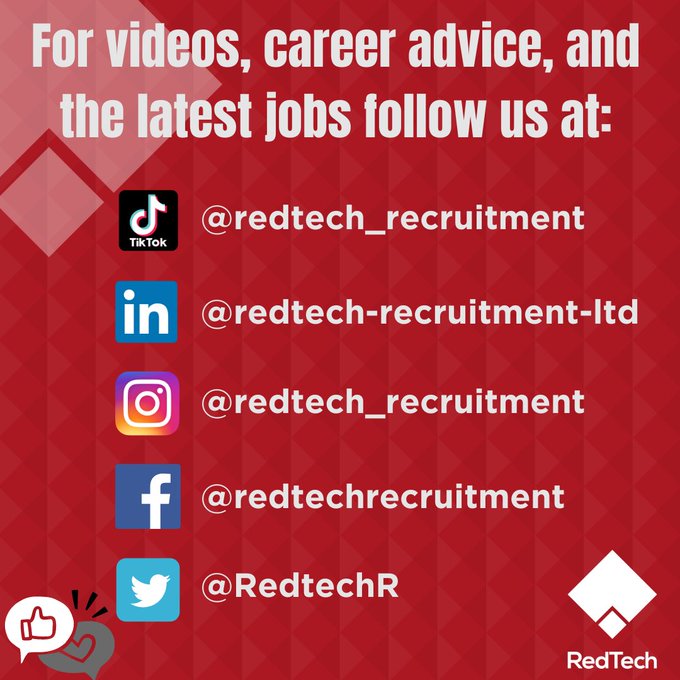 For videos, career advice, and
the latest jobs follow us at:
TikTok
@redtech_recruitment
in
@redtech-recruitment-ltd
@redtech_recruitment
f
@redtechrecruitment
@RedtechR
RedTech